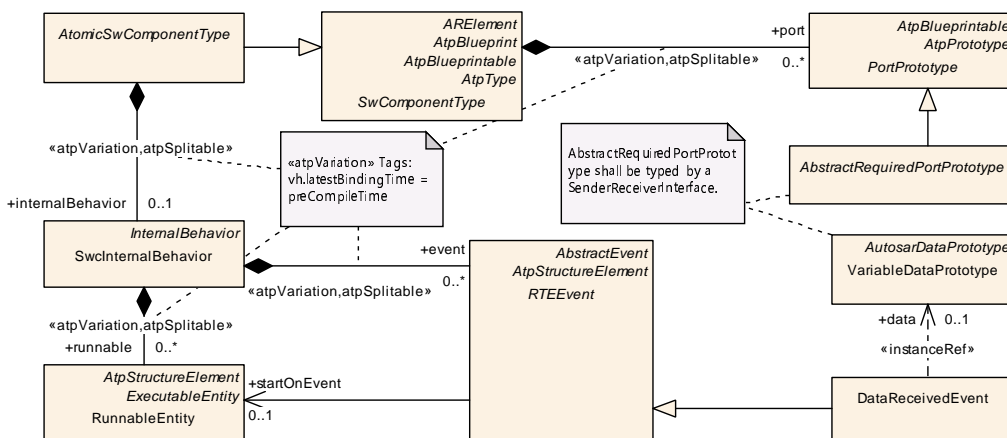 AtomicSwComponentType
ARElement
AtpBlueprint
AtpBlueprintable
AtpType
SwComponentType
+port
0..*
«atpVariation,atpSplitable»
AtpBlueprintable
AtpPrototype
PortPrototype
«atpVariation,atpSplitable»
«atpVariation» Tags:
vh.latestBindingTime =
preCompileTime
AbstractRequiredPortProtot
ype shall be typed by a
SenderReceiverInterface.
AbstractRequiredPortPrototype
+internalBehavior
0..1
InternalBehavior
SwcInternalBehavior
+event
0..*
«atpVariation,atpSplitable»
AbstractEvent
AtpStructureElement
RTEEvent
AutosarDataPrototype
VariableDataPrototype
«atpVariation,atpSplitable»
+runnable
0..*
+data
0..1
«instanceRef»
AtpStructureElement
ExecutableEntity
RunnableEntity
+startOnEvent
0..1
DataReceivedEvent